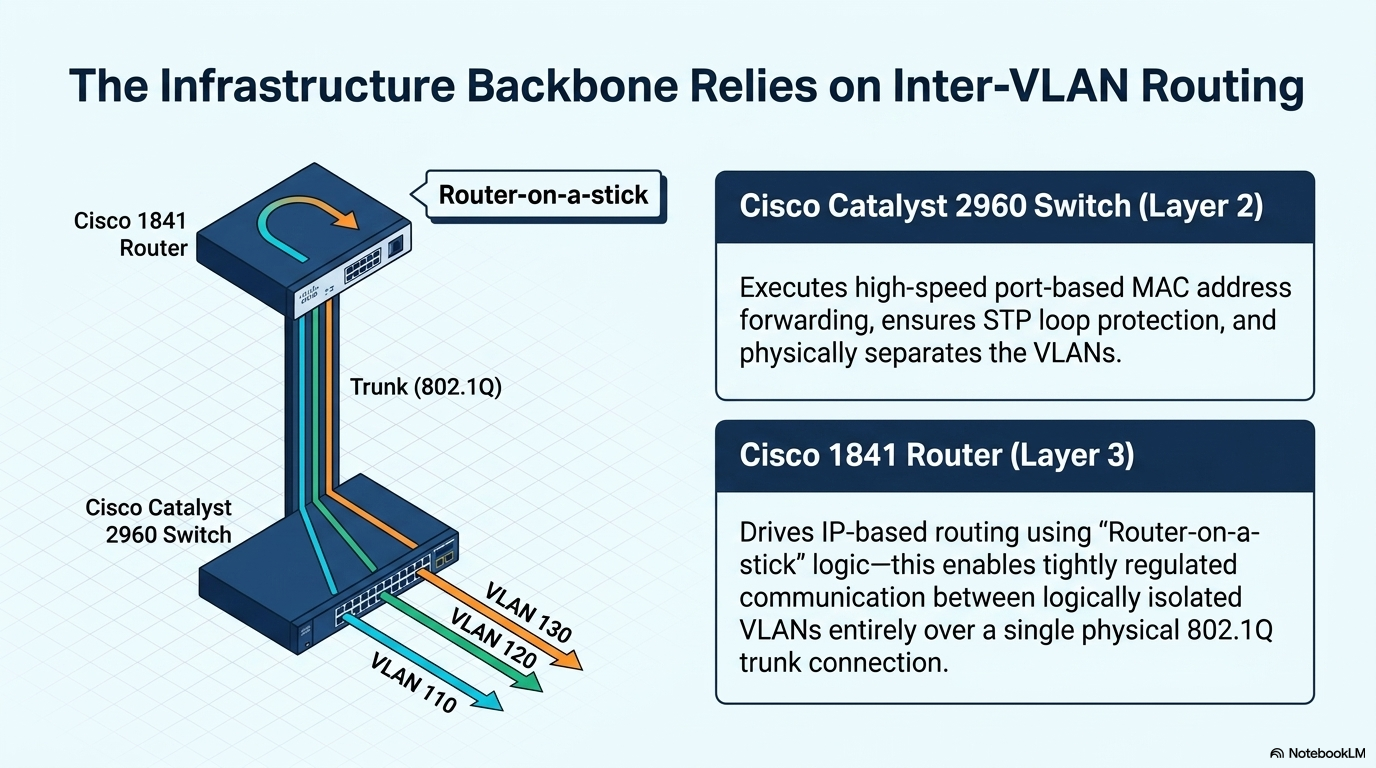 The Infrastructure Backbone Relies on Inter-VLAN Routing
Cisco 1841
Router
Router-on-a-stick
Trunk (802.1Q)
Cisco Catalyst
2960 Switch
VLAN 130
VLAN 120
VLAN 110
Cisco Catalyst 2960 Switch (Layer 2)
Executes high-speed port-based MAC address
forwarding, ensures STP loop protection, and
physically separates the VLANs.
Cisco 1841 Router (Layer 3)
Drives IP-based routing using “Router-on-a-
stick” logic—this enables tightly regulated
communication between logically isolated
VLANs entirely over a single physical 802.1Q
trunk connection.
NotebookLM